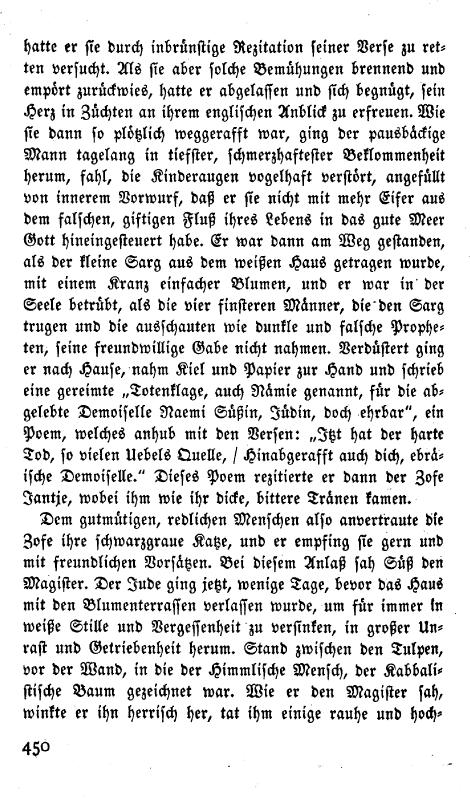 hatte er sie durch inbrünstige Rezitation seiner Verse zu ret-
ten versucht. Als sie aber solche Bemühungen brennend und
empört zurückwies, hatte er abgelassen und sich begnügt, sein
Herz in Züchten an ihrem englischen Anblick zu erfreuen. Wie
sie dann so plötzlich weggerafft war, ging der pausbäckige
Mann tagelang in tiefster, schmerzhaftester Beklommenheit
herum, fahl, die Kinderaugen vogelhaft verstört, angefüllt
von innerem Vorwurf, daß er sie nicht mit mehr Eifer aus
dem falschen, giftigen Fluß ihres Lebens in das gute Meer
Gott hineingesteuert habe. Er war dann am Weg gestanden,
als der kleine Sarg aus dem weißen Haus getragen wurde,
mit einem Kranz einfacher Blumen, und er war in der
Seele betrübt, als die vier finsteren Männer, die den Sarg
trugen und die ausschauten wie dunkle und falsche Prophe-
ten, seine freundwillige Gabe nicht nahmen. Verdüstert ging
er nach Hause, nahm Kiel und Papier zur Hand und schrieb
eine gereimte „Totenklage, auch Nämie genannt, für die ab-
gelebte Demoiselle Naemi Süßin, Jüdin, doch ehrbar“, ein
Poem, welches anhub mit den Versen: „Itzt hat der harte
Tod, so vielen Uebels Quelle, / Hinabgerafft auch dich, ebrä-
ische Demoiselle.“ Dieses Poem rezitierte er dann der Zofe
Jantje, wobei ihm wie ihr dicke, bittere Tränen kamen.
Dem gutmütigen, redlichen Menschen also anvertraute die
Zofe ihre schwarzgraue Katze, und er empfing sie gern und
mit freundlichen Vorsätzen. Bei diesem Anlaß sah Süß den
Magister. Der Jude ging jetzt, wenige Tage, bevor das Haus
mit den Blumenterrassen verlassen wurde, um für immer in
weiße Stille und Vergessenheit zu versinken, in großer Un-
rast und Getriebenheit herum. Stand zwischen den Tulpen,
vor der Wand, in die der Himmlische Mensch, der Kabbali-
stische Baum gezeichnet war. Wie er den Magister sah,
winkte er ihn herrisch her, tat ihm einige rauhe und hoch-
450